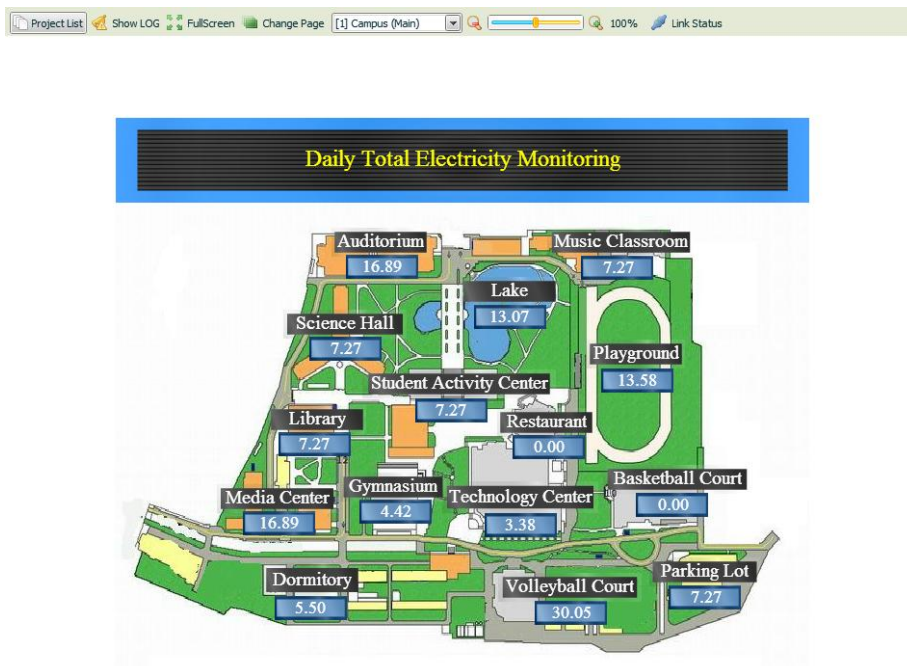 Project List Show LOG FullScreen Change Page [1] Campus (Main) 100% Link Status
Daily Total Electricity Monitoring
Auditorium
16.89
Music Classroom
7.27
Lake
13.07
Science Hall
7.27
Playground
13.58
Student Activity Center
7.27
Library
7.27
Restaurant
0.00
Gymnasium
4.42
Basketball Court
0.00
Media Center
16.89
Technology Center
3.38
Dormitory
5.50
Volleyball Court
30.05
Parking Lot
7.27